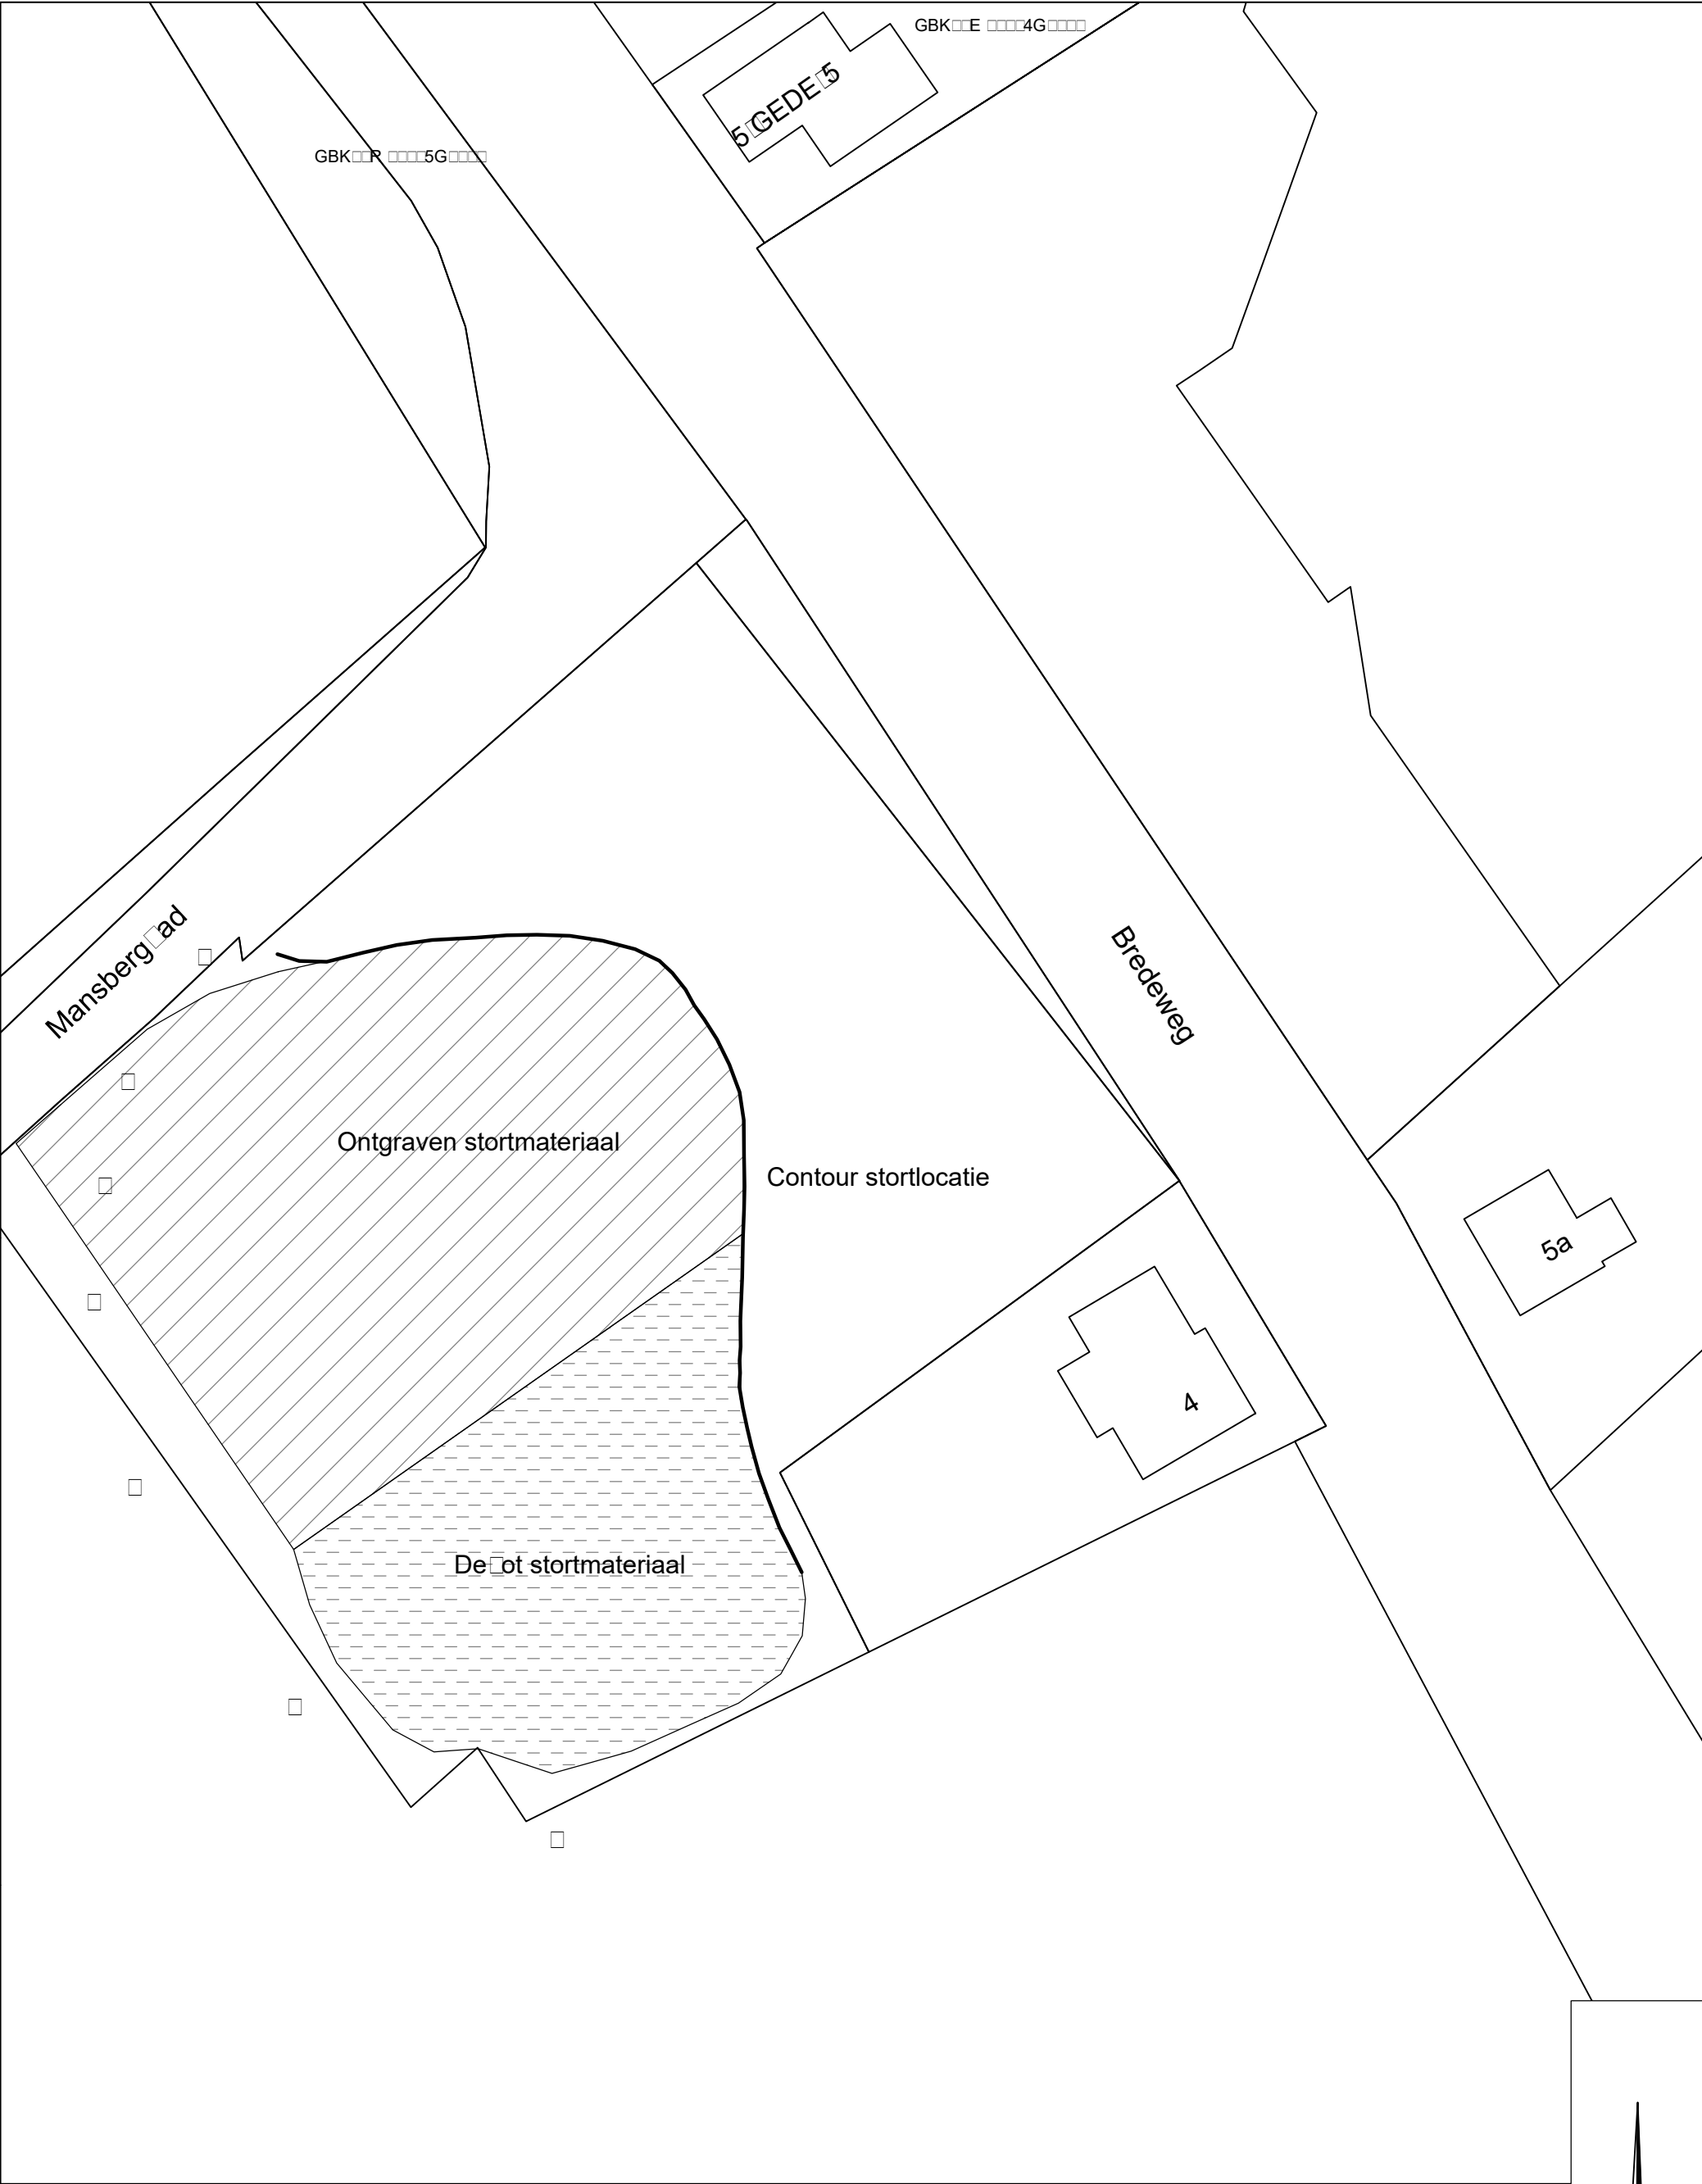 GBK□□E □□□□4G□□□□
5□GEDE□5
GBK□□P □□□□5G□□□□
Mansberg□ad
Bredeweg
Ontgraven stortmateriaal
Contour stortlocatie
5a
4
De□ot stortmateriaal